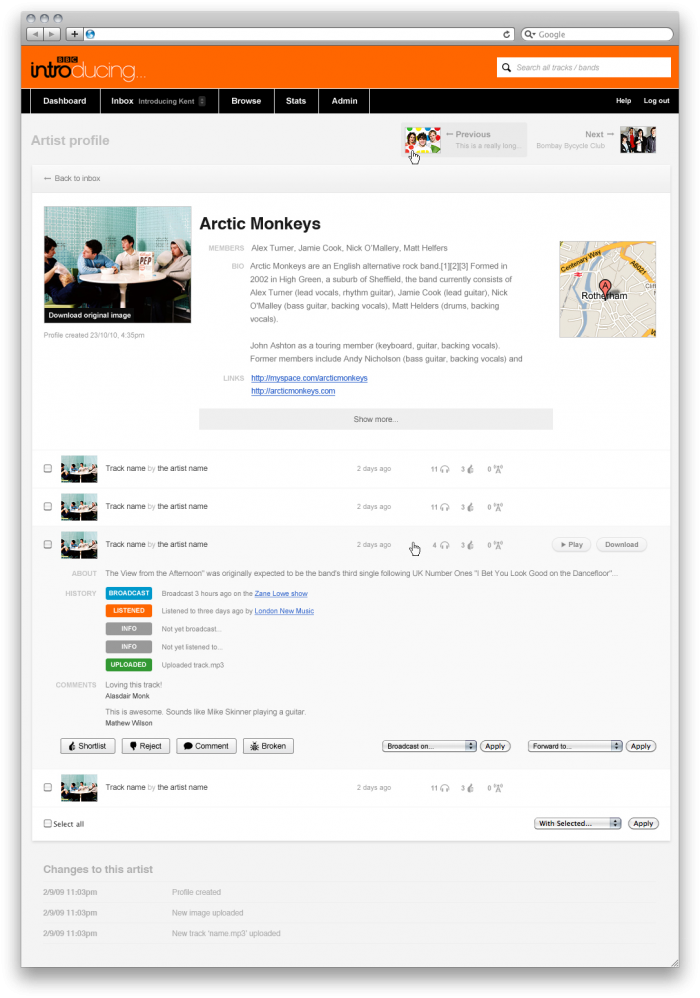 Google
BBC
introducing...
Search all tracks / bands
Dashboard
Inbox Introducing Kent
Browse
Stats
Admin
Help
Log out
Artist profile
← Previous
This is a really long...
Next →
Bombay Bycycle Club
← Back to inbox
Arctic Monkeys
MEMBERS Alex Turner, Jamie Cook, Nick O'Mallery, Matt Helfers
BIO Arctic Monkeys are an English alternative rock band.[1][2][3] Formed in
2002 in High Green, a suburb of Sheffield, the band currently consists of
Alex Turner (lead vocals, rhythm guitar), Jamie Cook (lead guitar), Nick
O'Malley (bass guitar, backing vocals), Matt Helders (drums, backing
vocals).
John Ashton as a touring member (keyboard, guitar, backing vocals).
Former members include Andy Nicholson (bass guitar, backing vocals) and
LINKS http://myspace.com/arcticmonkeys
http://arcticmonkeys.com
Show more...
PEP
Download original image
Profile created 23/10/10, 4:35pm
Centenary Way
A6021
A
Rotherham
Track name by the artist name 2 days ago 11 3 0
Track name by the artist name 2 days ago 11 3 0
Track name by the artist name 2 days ago 4 3 0 Play Download
ABOUT The View from the Afternoon" was originally expected to be the band's third single following UK Number Ones "I Bet You Look Good on the Dancefloor"...
HISTORY BROADCAST Broadcast 3 hours ago on the Zane Lowe show
LISTENED Listened to three days ago by London New Music
INFO Not yet broadcast...
INFO Not yet listened to...
UPLOADED Uploaded track.mp3
COMMENTS Loving this track!
Alasdair Monk
This is awesome. Sounds like Mike Skinner playing a guitar.
Mathew Wilson
Shortlist Reject Comment Broken Broadcast on... Apply Forward to... Apply
Track name by the artist name 2 days ago 11 3 0
Select all With Selected... Apply
Changes to this artist
2/9/09 11:03pm Profile created
2/9/09 11:03pm New image uploaded
2/9/09 11:03pm New track 'name.mp3' uploaded